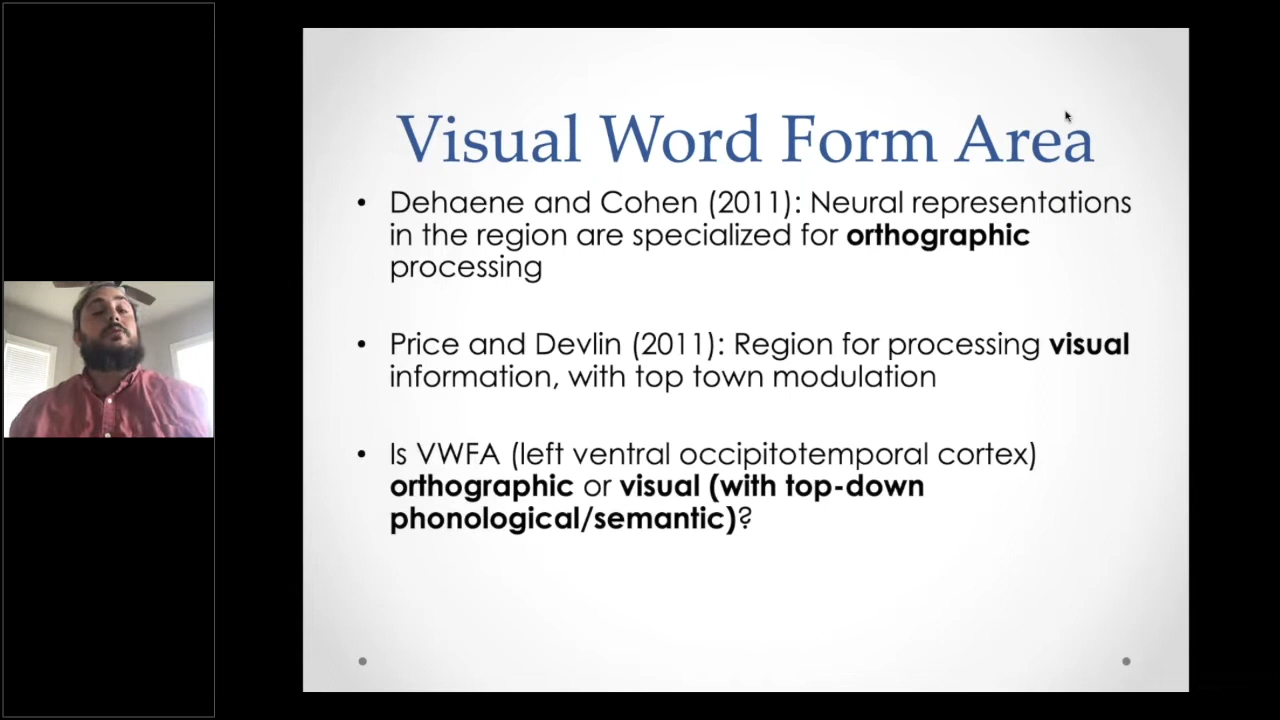 Visual Word Form Area
• Dehaene and Cohen (2011): Neural representations
in the region are specialized for orthographic
processing
• Price and Devlin (2011): Region for processing visual
information, with top town modulation
• Is VWFA (left ventral occipitotemporal cortex)
orthographic or visual (with top-down
phonological/semantic)?